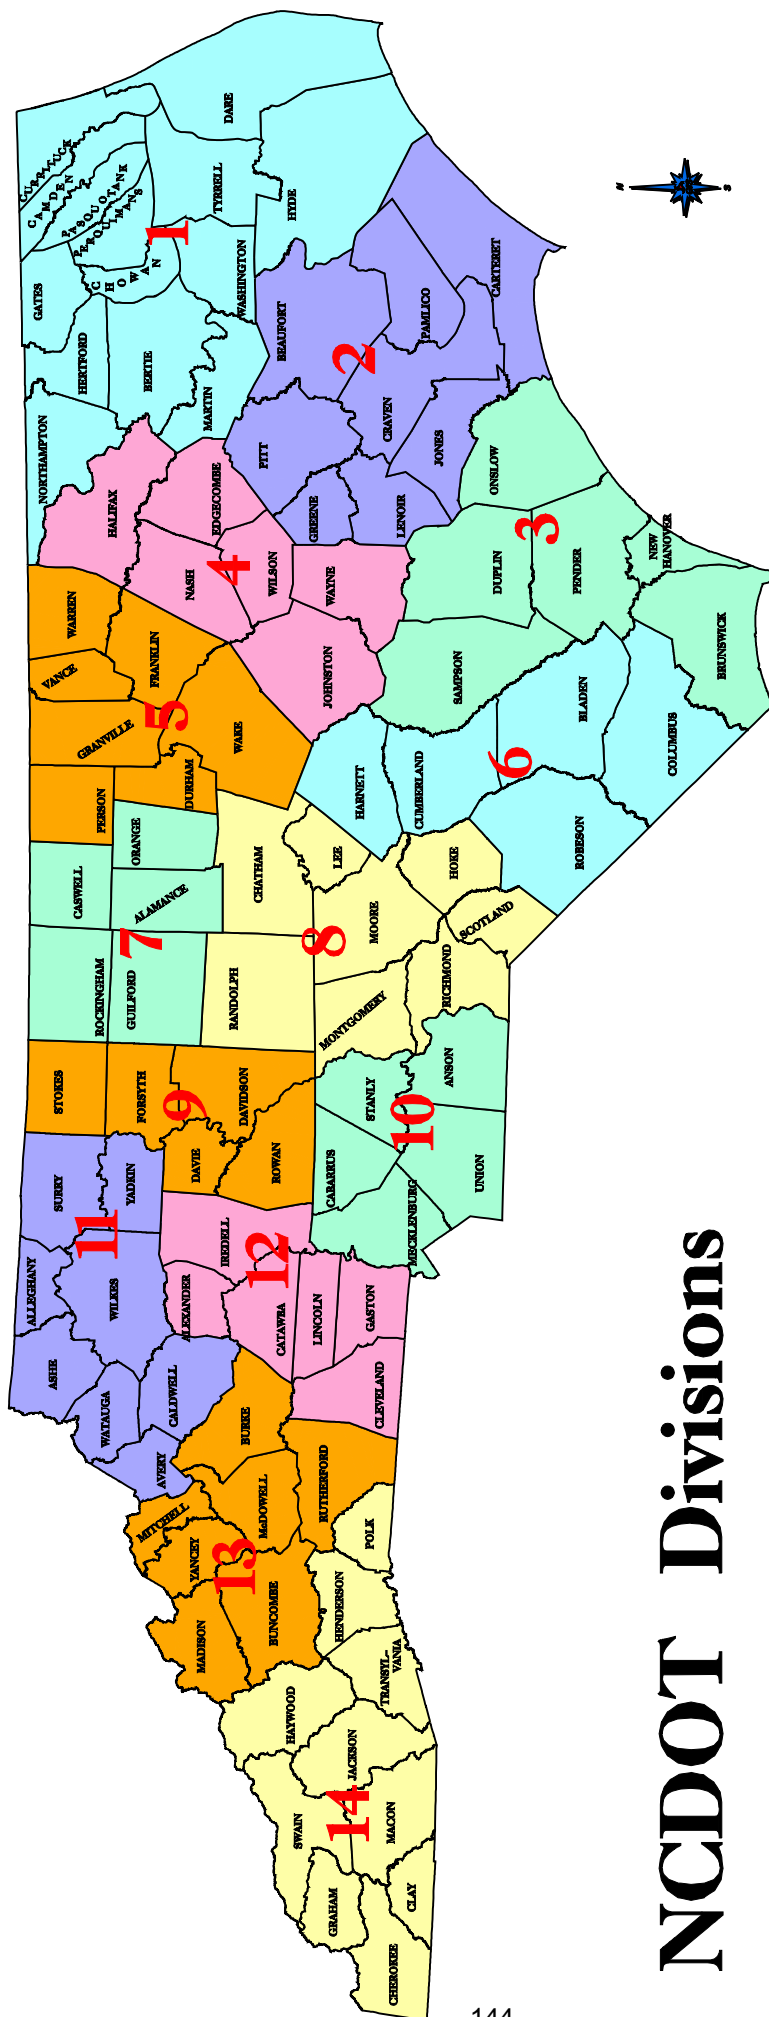 CURRITUCK
CAMDEN
PASQUOTANK
PERQUIMANS
CHOWAN
GATES
HERTFORD
NORTHAMPTON
BERTIE
MARTIN
WASHINGTON
TYRRELL
DARE
HYDE
1
BEAUFORT
PITT
GREENE
LENOIR
CRAVEN
JONES
PAMLICO
CARTERET
2
ONSLOW
DUPLIN
PENDER
NEW
HANOVER
SAMPSON
BRUNSWICK
3
HALIFAX
EDGECOMBE
NASH
WILSON
WAYNE
JOHNSTON
4
WARREN
VANCE
FRANKLIN
GRANVILLE
WAKE
DURHAM
PERSON
5
HARNETT
CUMBERLAND
BLADEN
COLUMBUS
ROBESON
6
ORANGE
CASWELL
ALAMANCE
ROCKINGHAM
GUILFORD
7
CHATHAM
LEE
HOKE
MOORE
SCOTLAND
RANDOLPH
MONTGOMERY
RICHMOND
8
STOKES
FORSYTH
DAVIDSON
DAVIE
ROWAN
9
STANLY
ANSON
CABARRUS
UNION
MECKLENBURG
10
SURRY
YADKIN
ALLEGHANY
WILKES
ASHE
WATAUGA
CALDWELL
AVERY
11
IREDELL
ALEXANDER
CATAWBA
LINCOLN
GASTON
CLEVELAND
12
BURKE
RUTHERFORD
McDOWELL
MITCHELL
YANCEY
BUNCOMBE
MADISON
13
POLK
HENDERSON
TRANSYL-
VANIA
HAYWOOD
JACKSON
SWAIN
MACON
GRAHAM
CLAY
CHEROKEE
14
N
S
NCDOT Divisions
144